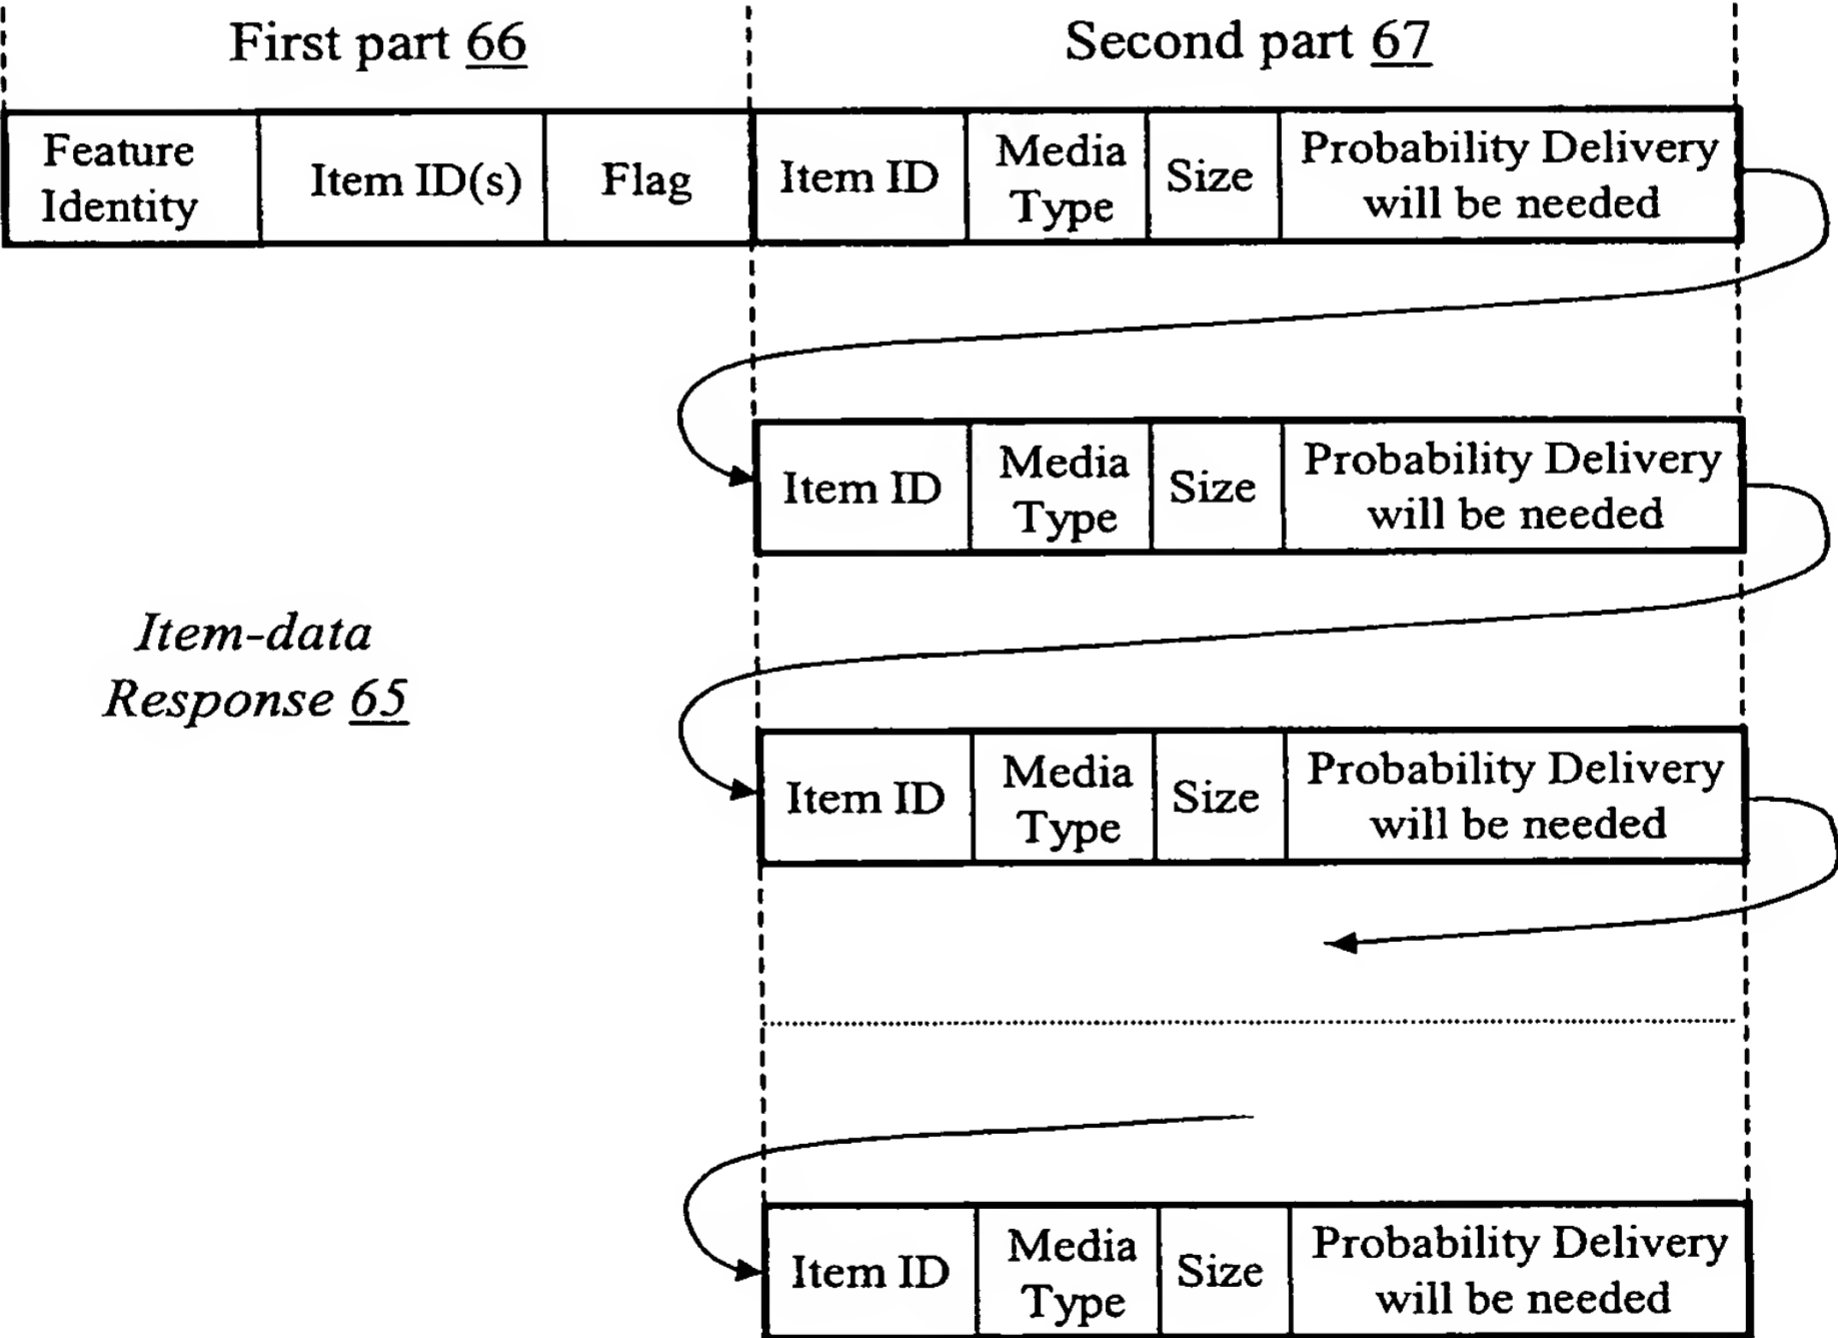 First part 66
Second part 67
Feature
Identity
Item ID(s)
Flag
Item ID
Media
Type
Size
Probability Delivery
will be needed
Item ID
Media
Type
Size
Probability Delivery
will be needed
Item-data
Response 65
Item ID
Media
Type
Size
Probability Delivery
will be needed
Item ID
Media
Type
Size
Probability Delivery
will be needed